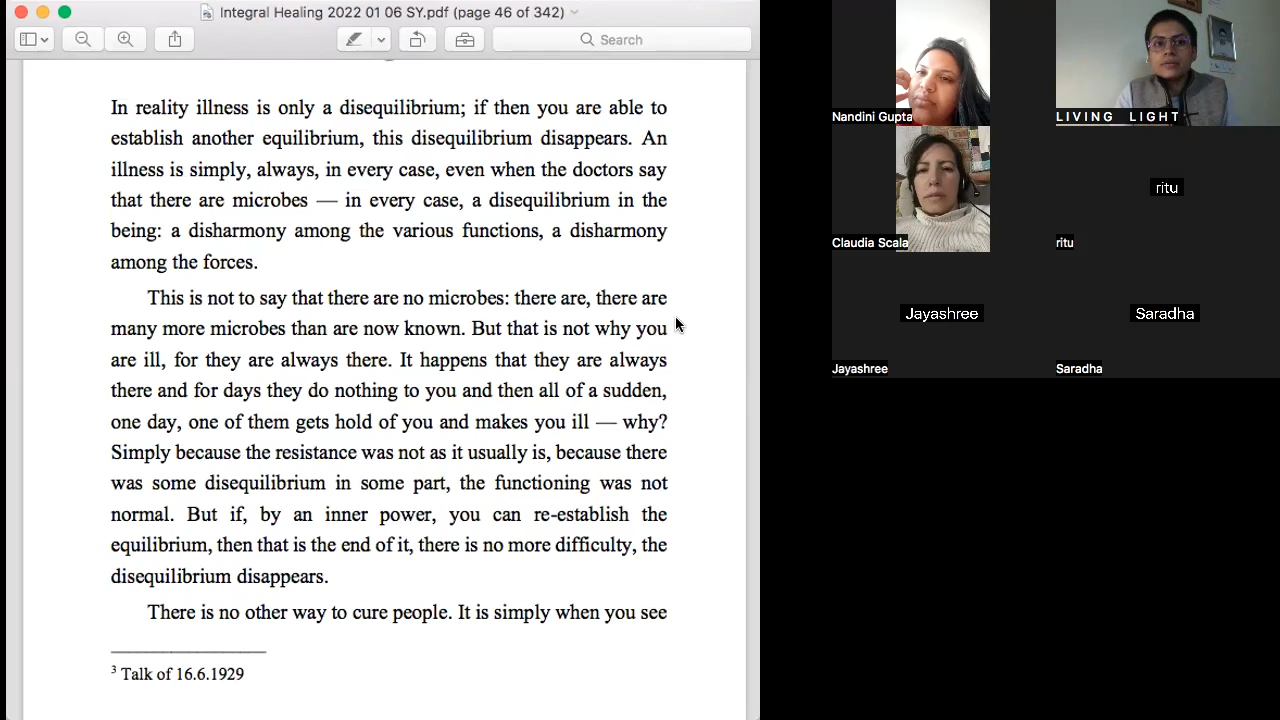 Integral Healing 2022 01 06 SY.pdf (page 46 of 342)
Search
In reality illness is only a disequilibrium; if then you are able to
establish another equilibrium, this disequilibrium disappears. An
illness is simply, always, in every case, even when the doctors say
that there are microbes — in every case, a disequilibrium in the
being: a disharmony among the various functions, a disharmony
among the forces.
This is not to say that there are no microbes: there are, there are
many more microbes than are now known. But that is not why you
are ill, for they are always there. It happens that they are always
there and for days they do nothing to you and then all of a sudden,
one day, one of them gets hold of you and makes you ill — why?
Simply because the resistance was not as it usually is, because there
was some disequilibrium in some part, the functioning was not
normal. But if, by an inner power, you can re-establish the
equilibrium, then that is the end of it, there is no more difficulty, the
disequilibrium disappears.
There is no other way to cure people. It is simply when you see
3 Talk of 16.6.1929
Nandini Gupta
LIVING LIGHT
Claudia Scala
ritu
ritu
Jayashree
Jayashree
Saradha
Saradha